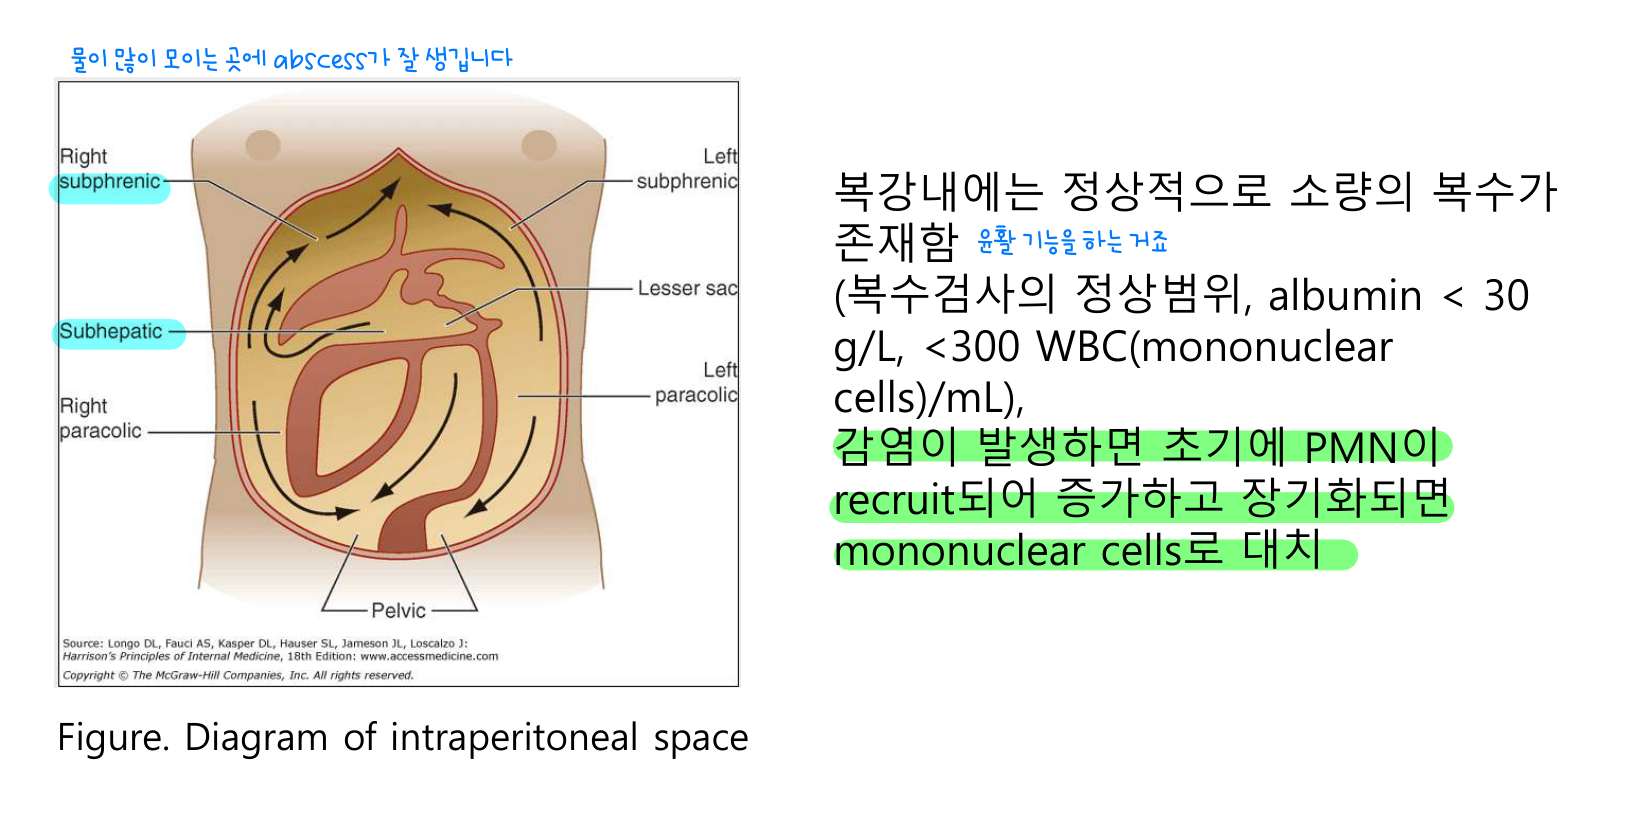 물이 많이 모이는 곳에 abscess가 잘 생깁니다
Right
subphrenic
Left
subphrenic
Lesser sac
Subhepatic
Left
paracolic
Right
paracolic
Pelvic
Source: Longo DL, Fauci AS, Kasper DL, Hauser SL, Jameson JL, Loscalzo J:
Harrison's Principles of Internal Medicine, 18th Edition: www.accessmedicine.com
Copyright © The McGraw-Hill Companies, Inc. All rights reserved.
Figure. Diagram of intraperitoneal space
복강내에는 정상적으로 소량의 복수가
존재함 윤활 기능을 하는 거죠
(복수검사의 정상범위, albumin < 30
g/L, <300 WBC(mononuclear
cells)/mL),
감염이 발생하면 초기에 PMN이
recruit되어 증가하고 장기화되면
mononuclear cells로 대치